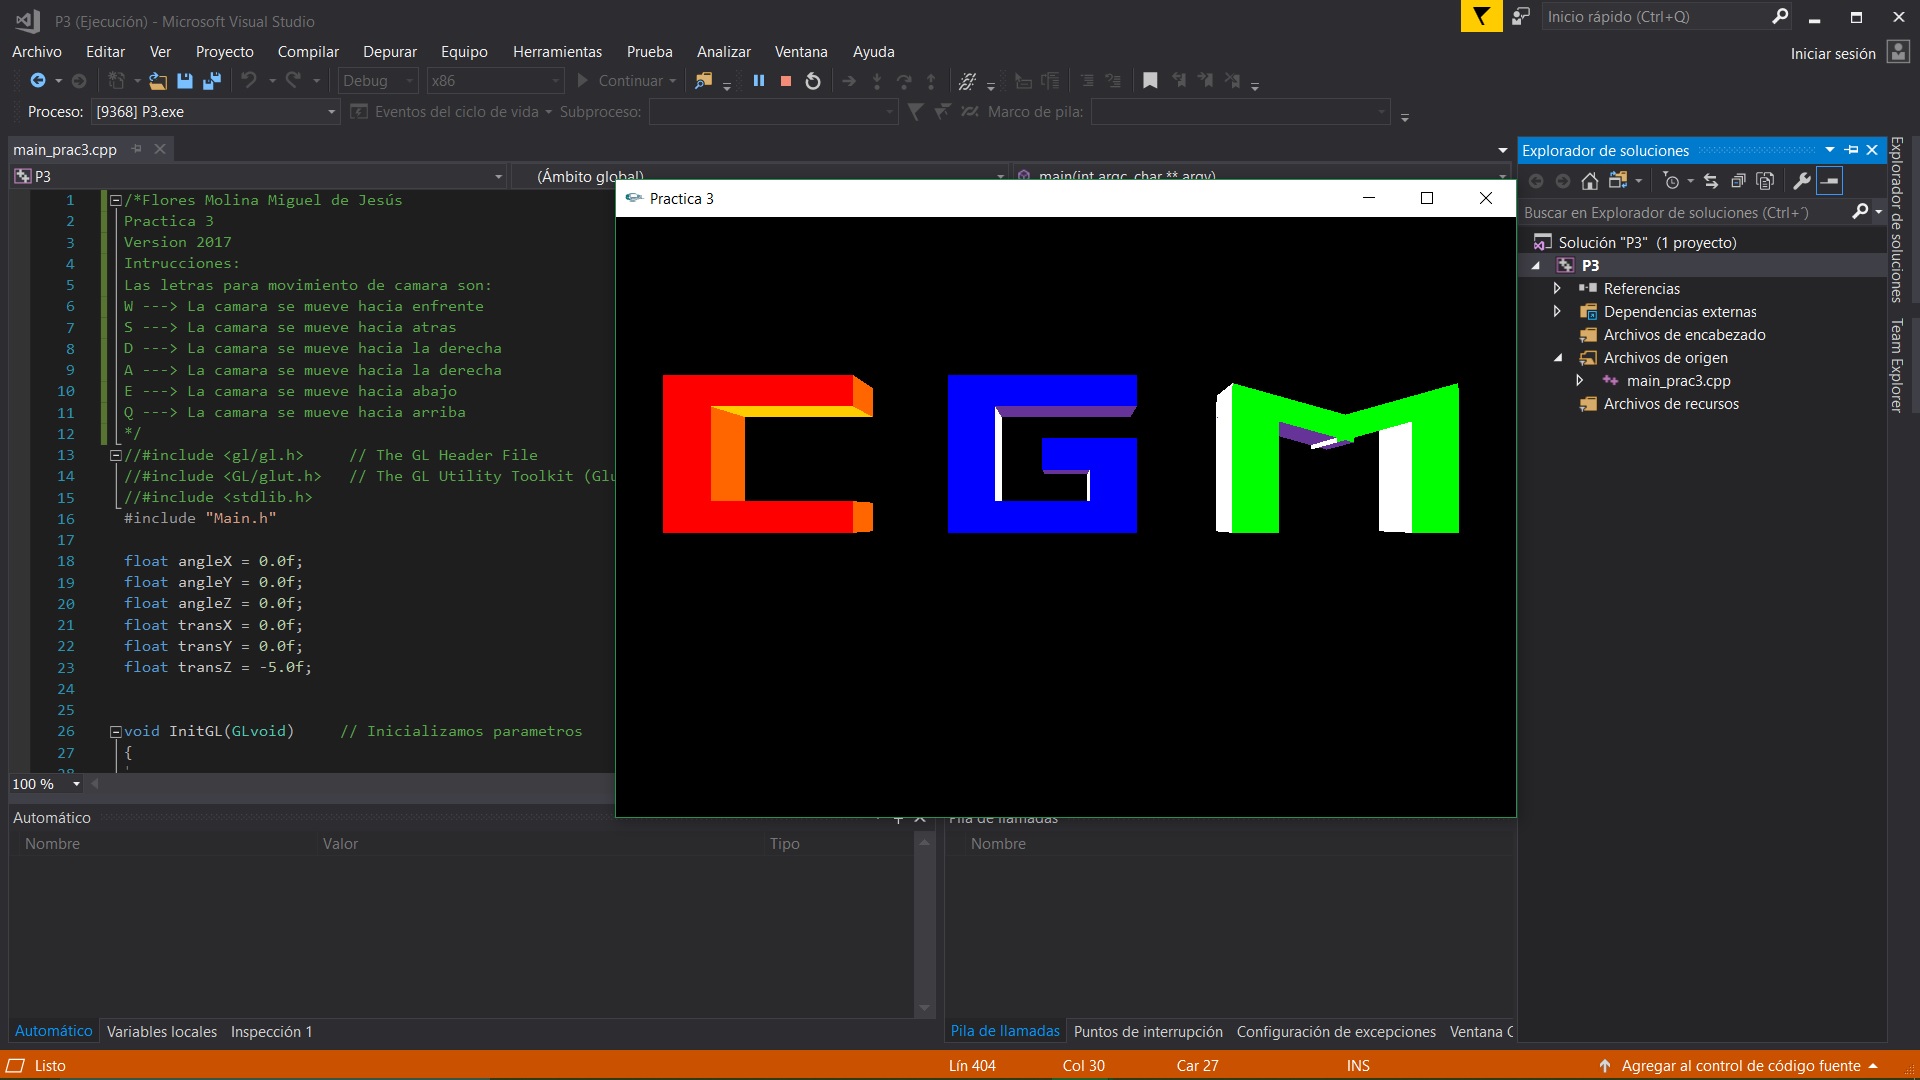 P3 (Ejecución) - Microsoft Visual Studio
Inicio rápido (Ctrl+Q)
Archivo Editar Ver Proyecto Compilar Depurar Equipo Herramientas Prueba Analizar Ventana Ayuda
Iniciar sesión
Debug x86 Continuar
Proceso: [9368] P3.exe Eventos del ciclo de vida Subproceso: Marco de pila:
main_prac3.cpp
P3 (Ámbito global) main(int argc, char ** argv)
1 /*Flores Molina Miguel de Jesús
2 Practica 3
3 Version 2017
4 Intrucciones:
5 Las letras para movimiento de camara son:
6 W ---> La camara se mueve hacia enfrente
7 S ---> La camara se mueve hacia atras
8 D ---> La camara se mueve hacia la derecha
9 A ---> La camara se mueve hacia la derecha
10 E ---> La camara se mueve hacia abajo
11 Q ---> La camara se mueve hacia arriba
12 */
13 //#include <gl/gl.h> // The GL Header File
14 //#include <GL/glut.h> // The GL Utility Toolkit (Glu
15 //#include <stdlib.h>
16 #include "Main.h"
17
18 float angleX = 0.0f;
19 float angleY = 0.0f;
20 float angleZ = 0.0f;
21 float transX = 0.0f;
22 float transY = 0.0f;
23 float transZ = -5.0f;
24
25
26 void InitGL(GLvoid) // Inicializamos parametros
27 {
28
100 %
Practica 3
CGM
Explorador de soluciones
Buscar en Explorador de soluciones (Ctrl+´)
Solución "P3" (1 proyecto)
P3
Referencias
Dependencias externas
Archivos de encabezado
Archivos de origen
main_prac3.cpp
Archivos de recursos
Explorador de soluciones
Team Explorer
Automático
Nombre Valor Tipo
Automático Variables locales Inspección 1
Pila de llamadas
Nombre
Pila de llamadas Puntos de interrupción Configuración de excepciones Ventana C
Listo Lín 404 Col 30 Car 27 INS Agregar al control de código fuente